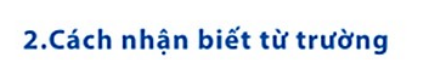 2.Cách nhận biết từ trường